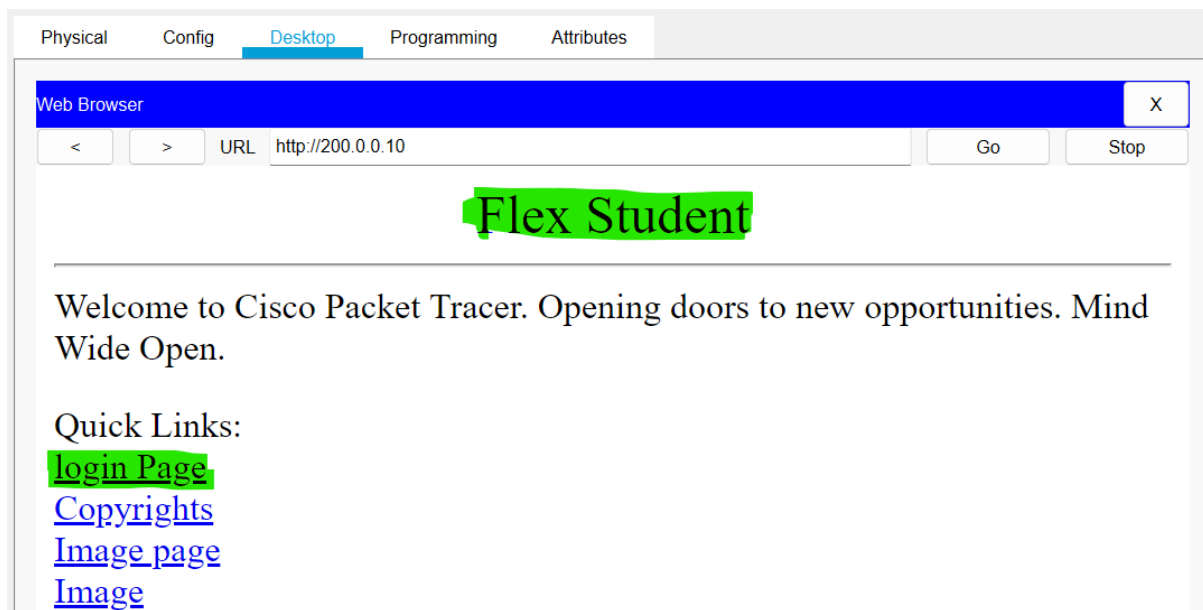 Physical Config Desktop Programming Attributes
Web Browser X
< > URL http://200.0.0.10 Go Stop
Flex Student
Welcome to Cisco Packet Tracer. Opening doors to new opportunities. Mind
Wide Open.
Quick Links:
login Page
Copyrights
Image page
Image